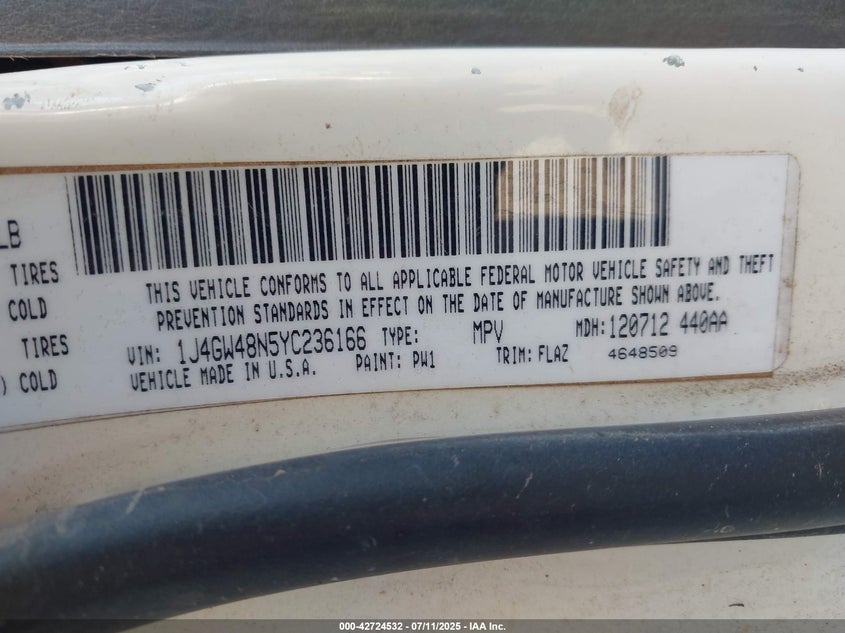 LB
TIRES
COLD
TIRES
) COLD
THIS VEHICLE CONFORMS TO ALL APPLICABLE FEDERAL MOTOR VEHICLE SAFETY AND THEFT
PREVENTION STANDARDS IN EFFECT ON THE DATE OF MANUFACTURE SHOWN ABOVE.
VIN: 1J4GW48N5YC236166 TYPE: MPV MDH: 120712 440AA
VEHICLE MADE IN U.S.A. PAINT: PW1 TRIM: FLAZ 4648509
000-42724532 - 07/11/2025 - IAA Inc.